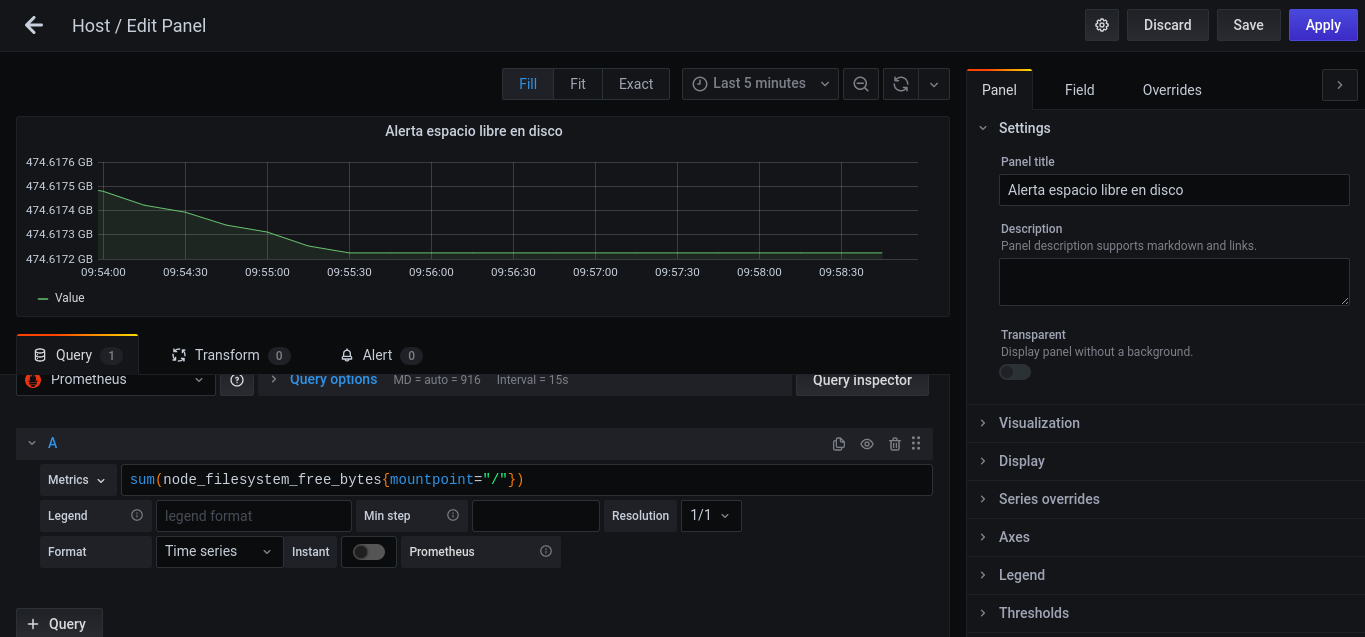 Host / Edit Panel
Discard
Save
Apply
Fill
Fit
Exact
Last 5 minutes
Alerta espacio libre en disco
474.6176 GB
474.6175 GB
474.6174 GB
474.6173 GB
474.6172 GB
09:54:00 09:54:30 09:55:00 09:55:30 09:56:00 09:56:30 09:57:00 09:57:30 09:58:00 09:58:30
Value
Query 1
Transform 0
Alert 0
Prometheus
Query options MD = auto = 916 Interval = 15s
Query inspector
A
Metrics
sum(node_filesystem_free_bytes{mountpoint="/"})
Legend
legend format
Min step
Resolution
1/1
Format
Time series
Instant
Prometheus
+ Query
Panel
Field
Overrides
Settings
Panel title
Alerta espacio libre en disco
Description
Panel description supports markdown and links.
Transparent
Display panel without a background.
Visualization
Display
Series overrides
Axes
Legend
Thresholds